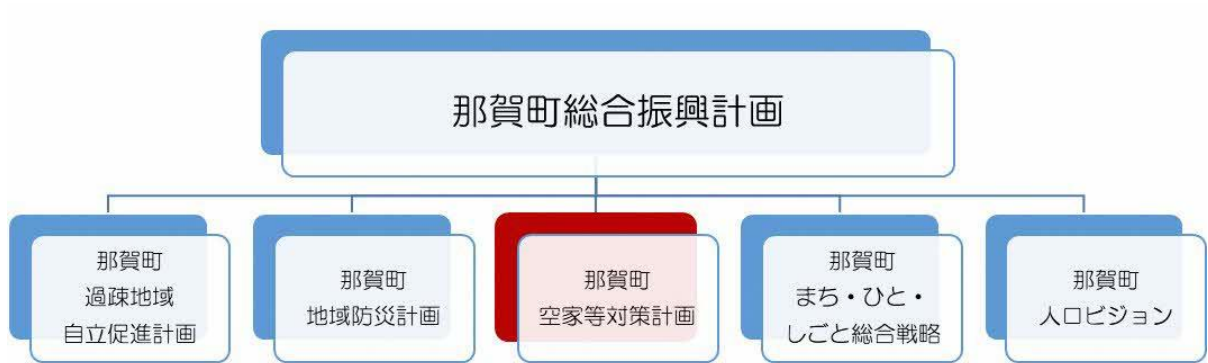 那賀町総合振興計画
那賀町
過疎地域
自立促進計画
那賀町
地域防災計画
那賀町
空家等対策計画
那賀町
まち・ひと・
しごと総合戦略
那賀町
人口ビジョン